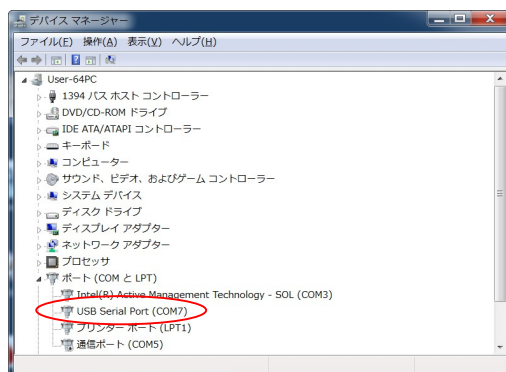 デバイス マネージャー
ファイル(F) 操作(A) 表示(V) ヘルプ(H)
User-64PC
1394 バス ホスト コントローラー
DVD/CD-ROM ドライブ
IDE ATA/ATAPI コントローラー
キーボード
コンピューター
サウンド、ビデオ、およびゲーム コントローラー
システム デバイス
ディスク ドライブ
ディスプレイ アダプター
ネットワーク アダプター
プロセッサ
ポート (COM と LPT)
Intel(R) Active Management Technology - SOL (COM3)
USB Serial Port (COM7)
プリンター ポート (LPT1)
通信ポート (COM5)